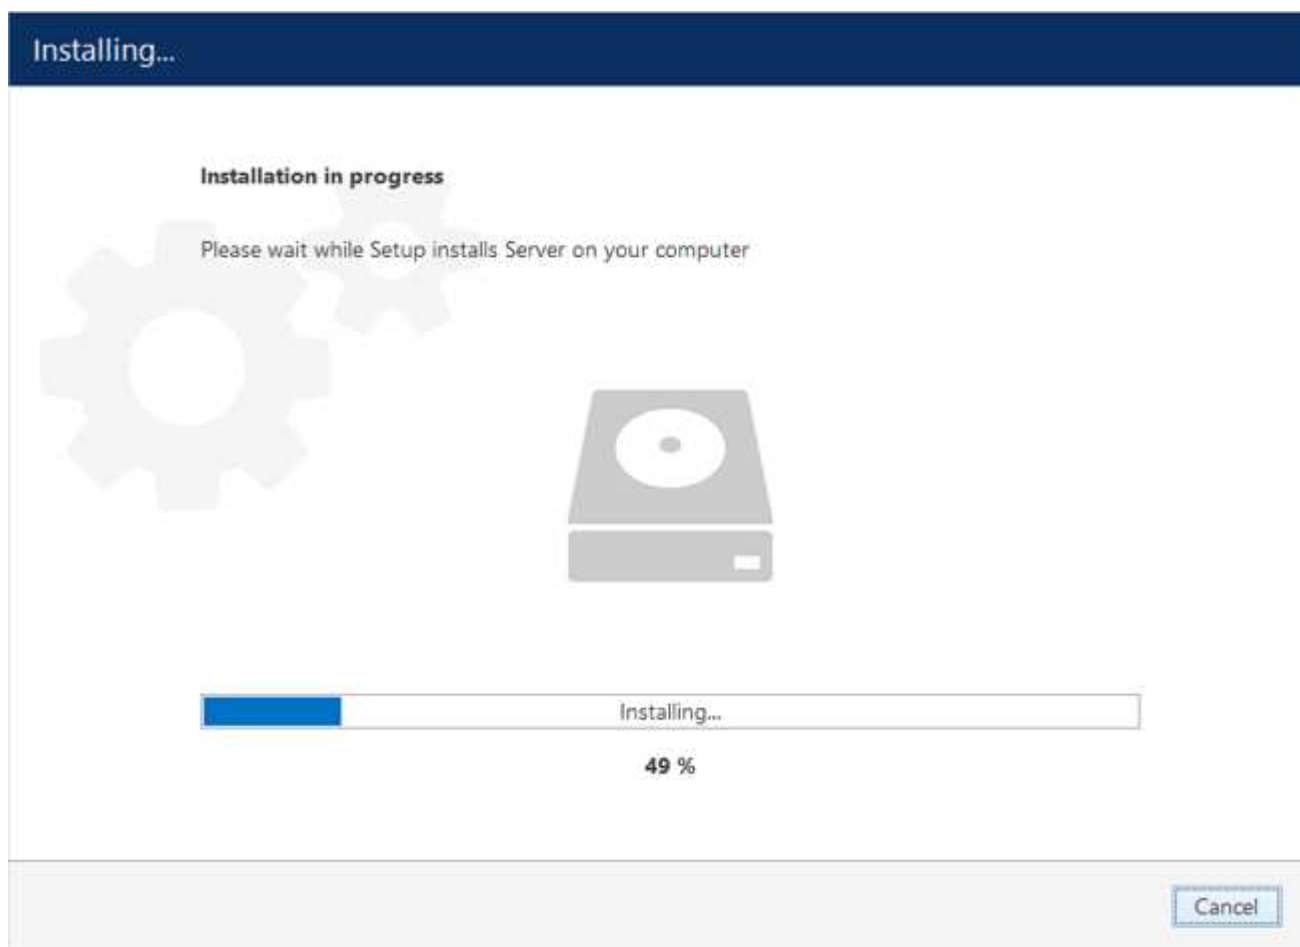 Installing...
Installation in progress
Please wait while Setup installs Server on your computer
Installing...
49 %
Cancel